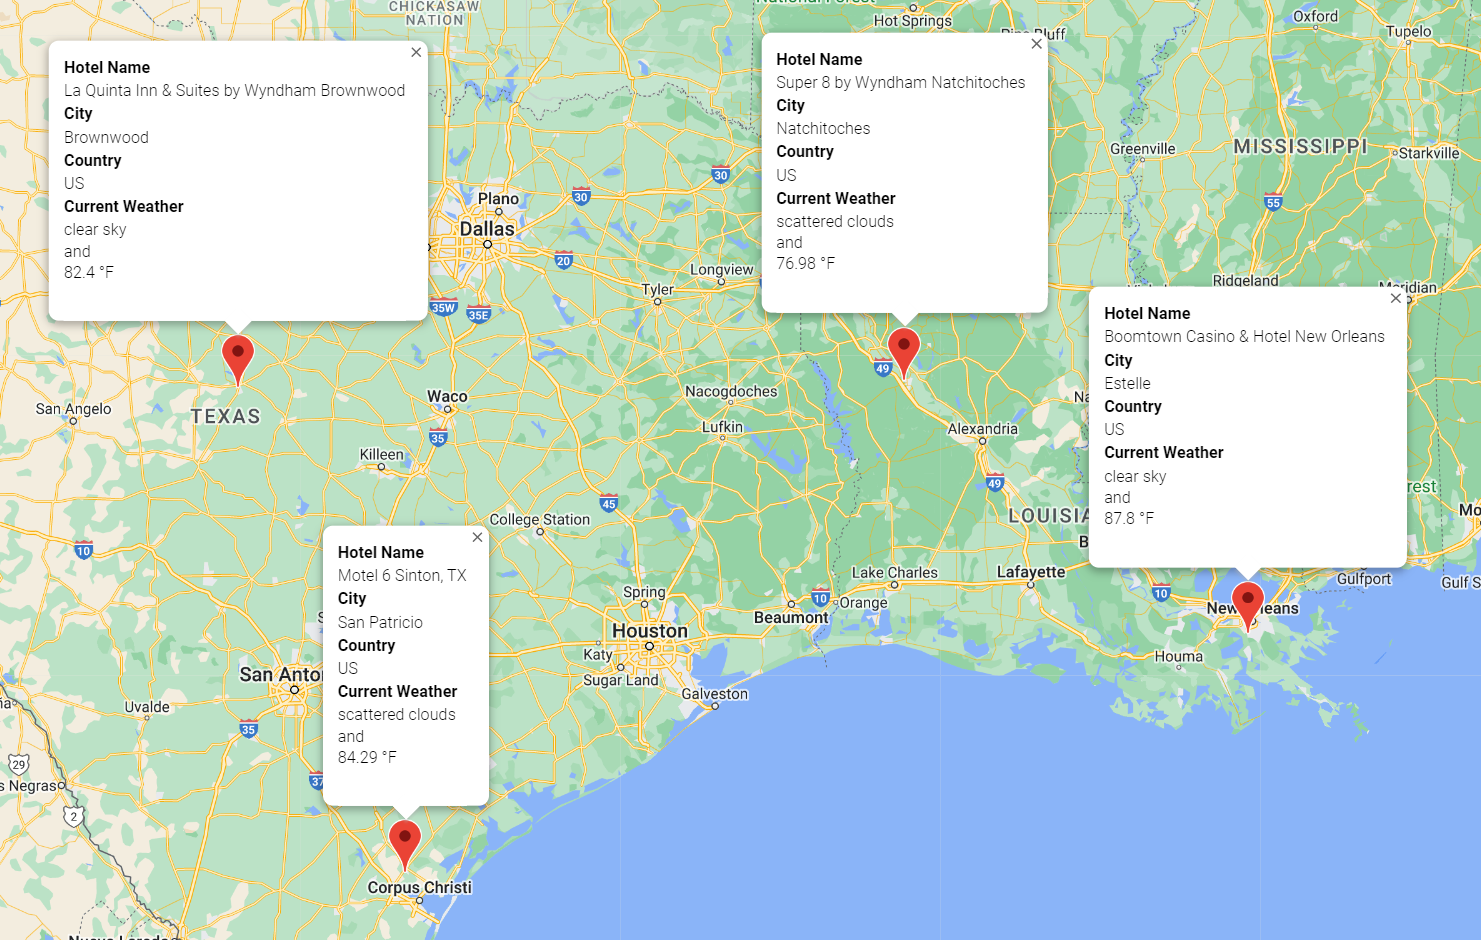 CHICKASAW
NATION
Hot Springs
Oxford
Tupelo
Hotel Name
La Quinta Inn & Suites by Wyndham Brownwood
City
Brownwood
Country
US
Current Weather
clear sky
and
82.4 °F
Hotel Name
Super 8 by Wyndham Natchitoches
City
Natchitoches
Country
US
Current Weather
scattered clouds
and
76.98 °F
Greenville
MISSISSIPPI
Starkville
55
30
30
Plano
Dallas
20
Longview
Tyler
35W
35E
Ridgeland
Meridian
Hotel Name
Boomtown Casino & Hotel New Orleans
City
Estelle
Country
US
Current Weather
clear sky
and
87.8 °F
49
Nacogdoches
Waco
San Angelo
TEXAS
Lufkin
Alexandria
35
Killeen
49
45
College Station
LOUISIA
10
Hotel Name
Motel 6 Sinton, TX
City
San Patricio
Country
US
Current Weather
scattered clouds
and
84.29 °F
Lake Charles
Lafayette
Gulfport
Gulf S
10
Spring
10
Orange
Beaumont
New
leans
Houston
Katy
Sugar Land
Houma
San Anto
Galveston
Uvalde
35
29
37
s Negras
2
Corpus Christi